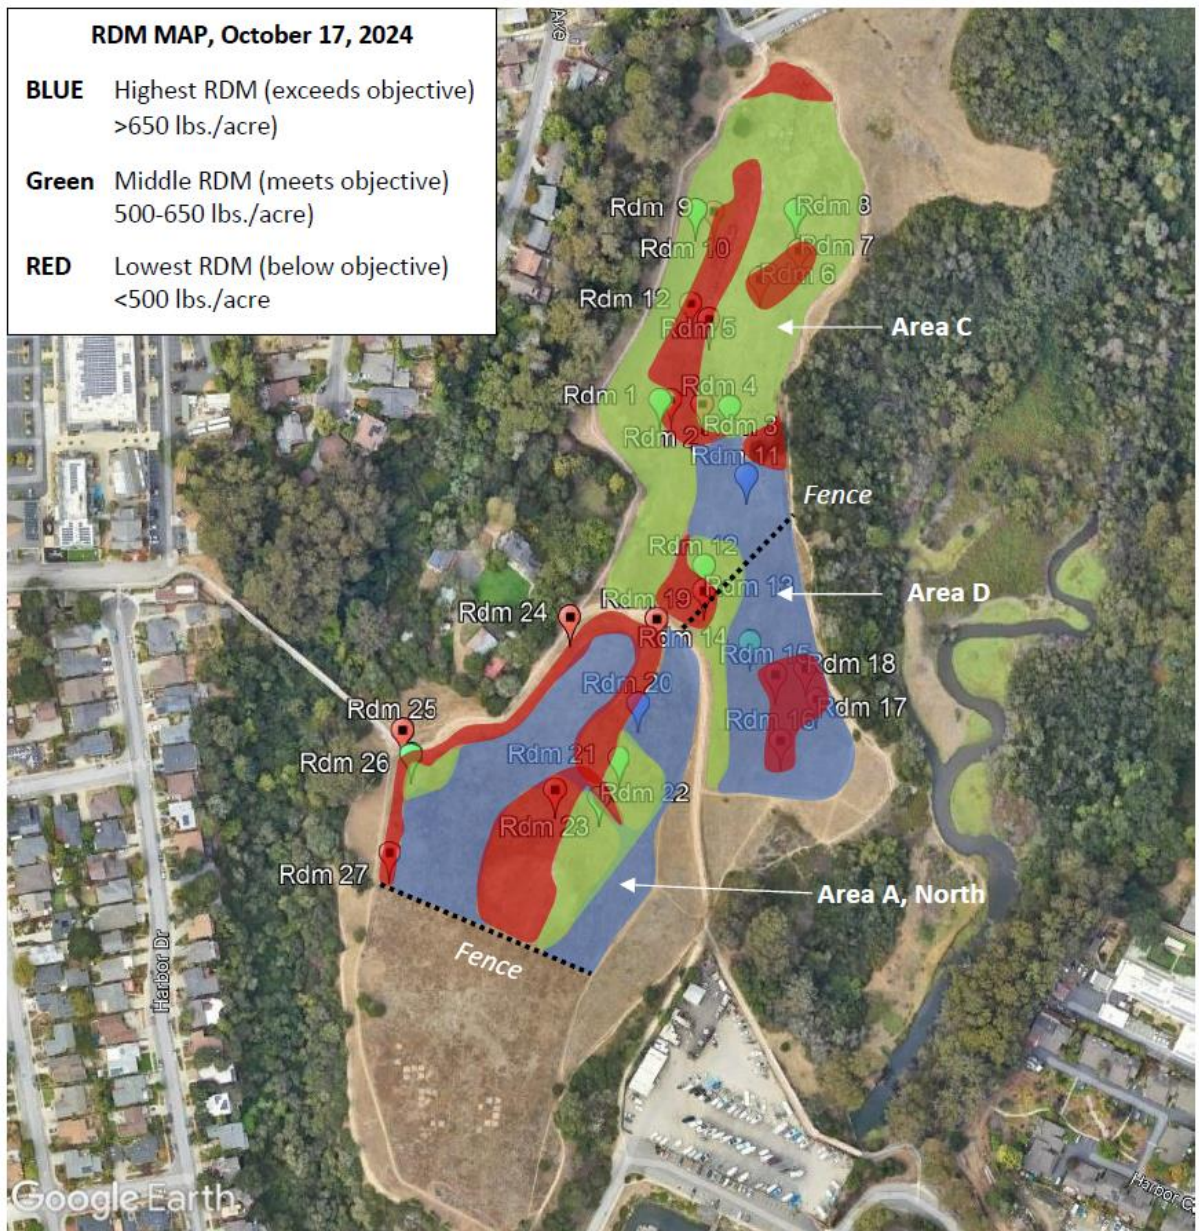 RDM MAP, October 17, 2024
BLUE Highest RDM (exceeds objective)
>650 lbs./acre)
Green Middle RDM (meets objective)
500-650 lbs./acre)
RED Lowest RDM (below objective)
<500 lbs./acre
Ave
Rdm 9
Rdm 8
Rdm 10
Rdm 7
Rdm 6
Rdm 12
Rdm 5
Area C
Rdm 4
Rdm 1
Rdm 3
Rdm 2
Rdm 11
Fence
Rdm 12
Rdm 13
Area D
Rdm 19
Rdm 24
Rdm 14
Rdm 15
Rdm 18
Rdm 20
Rdm 17
Rdm 25
Rdm 16
Rdm 21
Rdm 26
Rdm 22
Rdm 23
Rdm 27
Area A, North
Fence
Harbor Dr
Harbor C
Google Earth